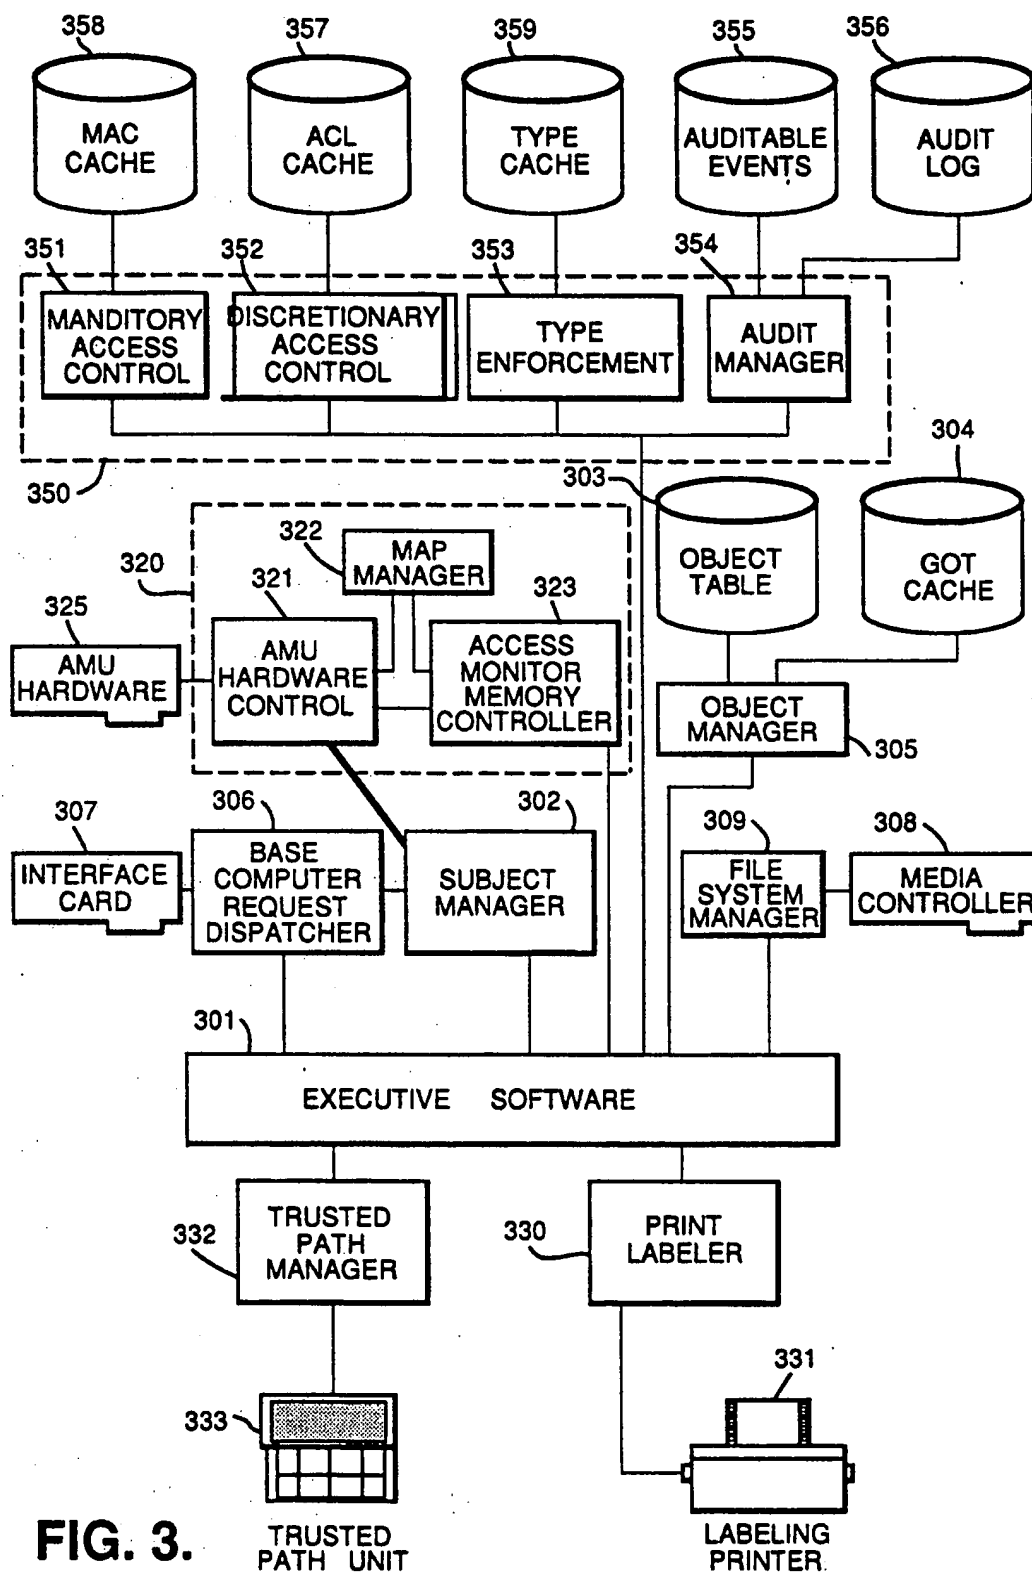 358
357
359
355
356
MAC
CACHE
ACL
CACHE
TYPE
CACHE
AUDITABLE
EVENTS
AUDIT
LOG
351
352
353
354
MANDITORY
ACCESS
CONTROL
DISCRETIONARY
ACCESS
CONTROL
TYPE
ENFORCEMENT
AUDIT
MANAGER
350
303
304
OBJECT
TABLE
GOT
CACHE
320
322
MAP
MANAGER
321
323
325
AMU
HARDWARE
AMU
HARDWARE
CONTROL
ACCESS
MONITOR
MEMORY
CONTROLLER
OBJECT
MANAGER
305
307
306
302
309
308
INTERFACE
CARD
BASE
COMPUTER
REQUEST
DISPATCHER
SUBJECT
MANAGER
FILE
SYSTEM
MANAGER
MEDIA
CONTROLLER
301
EXECUTIVE SOFTWARE
332
TRUSTED
PATH
MANAGER
330
PRINT
LABELER
333
331
FIG. 3.
TRUSTED
PATH UNIT
LABELING
PRINTER